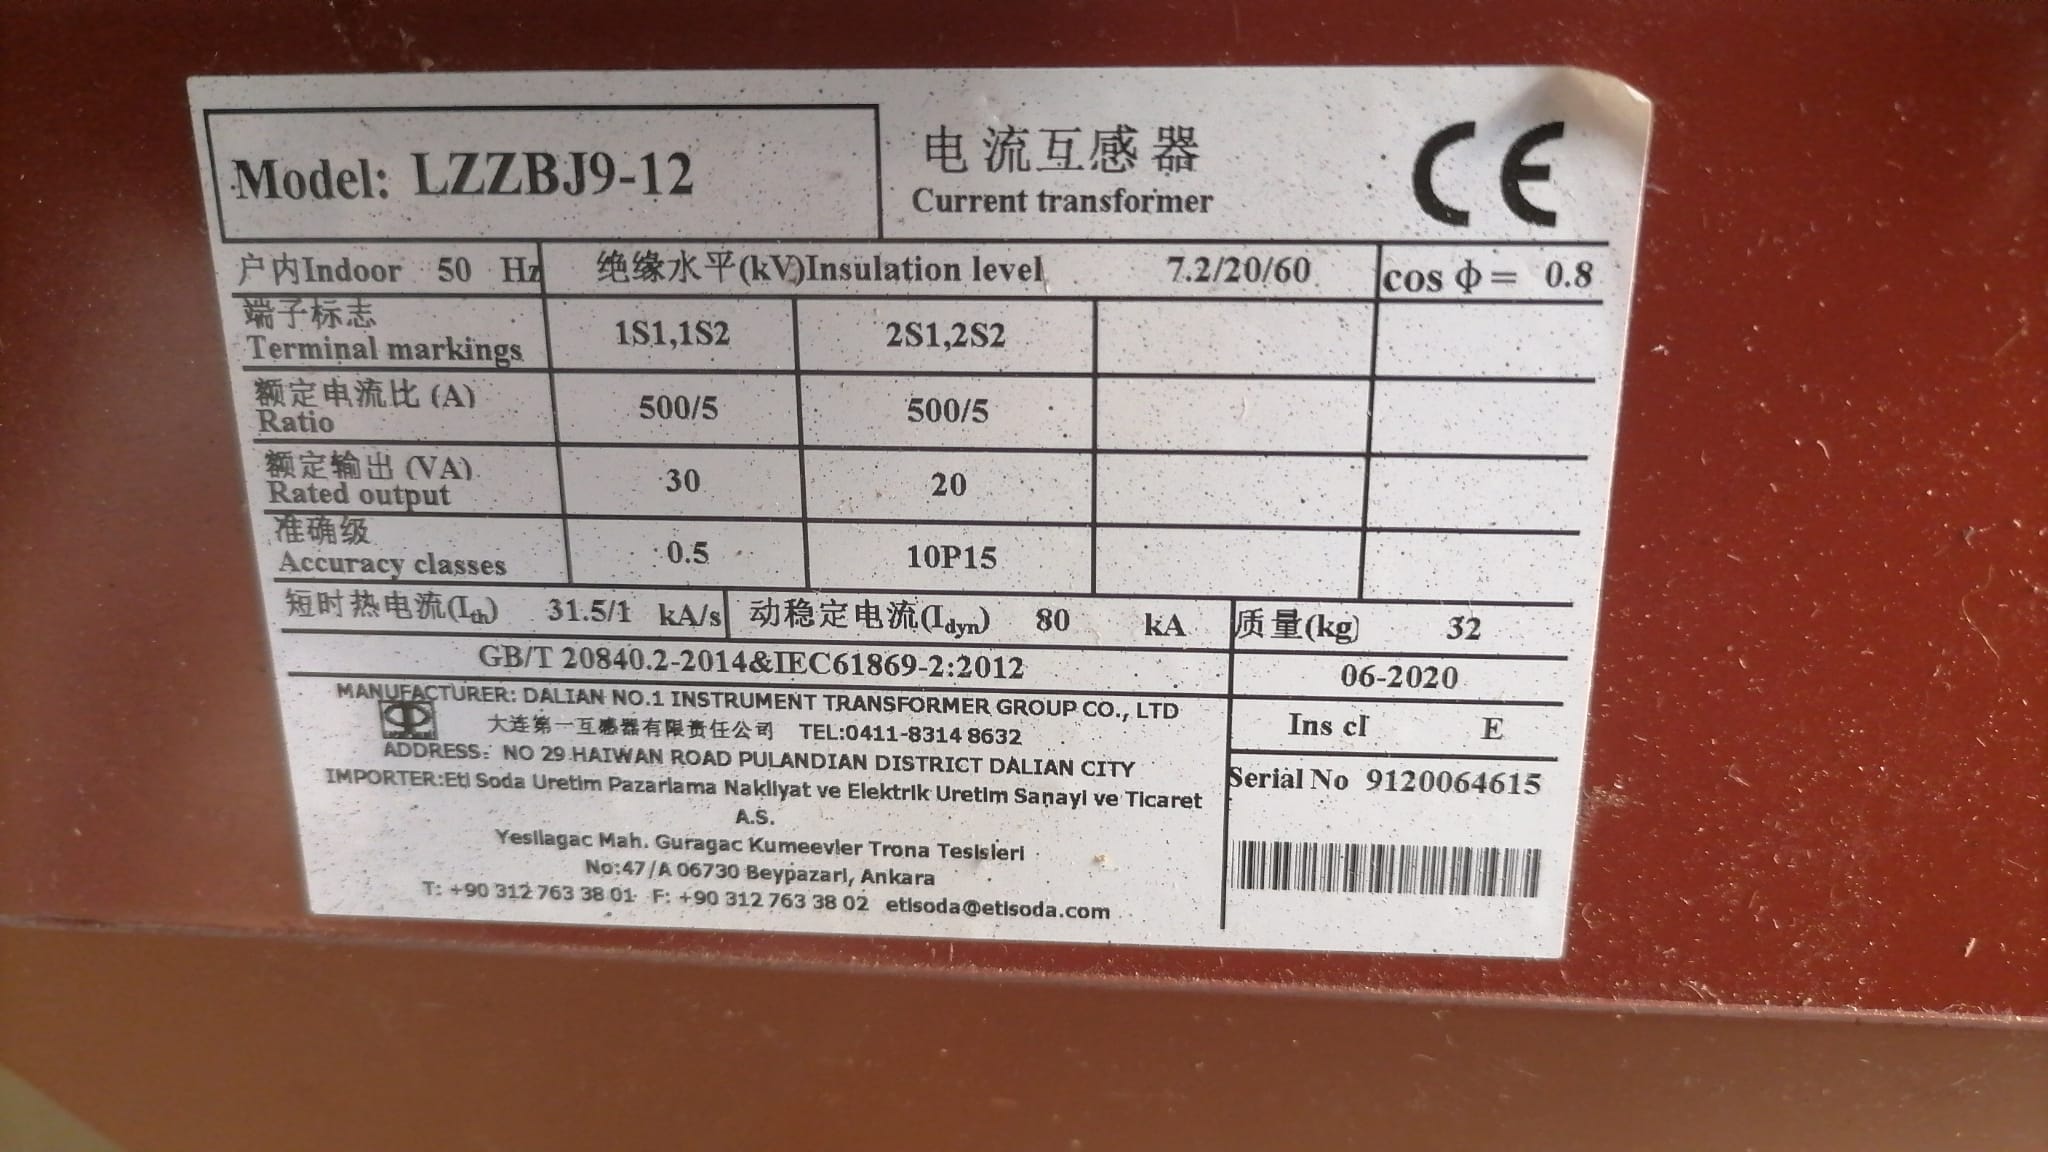 Model: LZZBJ9-12
电流互感器
Current transformer
CE
户内Indoor 50 Hz 绝缘水平(kV)Insulation level 7.2/20/60 cos ϕ = 0.8
端子标志
Terminal markings 1S1,1S2 2S1,2S2
额定电流比 (A)
Ratio 500/5 500/5
额定输出 (VA)
Rated output 30 20
准确级
Accuracy classes 0.5 10P15
短时热电流(Ith) 31.5/1 kA/s 动稳定电流(Idyn) 80 kA 质量(kg) 32
GB/T 20840.2-2014&IEC61869-2:2012 06-2020
MANUFACTURER: DALIAN NO.1 INSTRUMENT TRANSFORMER GROUP CO., LTD
大连第一互感器有限责任公司 TEL:0411-8314 8632
Ins cl E
ADDRESS: NO 29 HAIWAN ROAD PULANDIAN DISTRICT DALIAN CITY
IMPORTER:Eti Soda Uretim Pazarlama Nakliyat ve Elektrik Uretim Sanayi ve Ticaret
A.S.
Serial No 9120064615
Yesilagac Mah. Guragac Kumeevler Trona Tesisleri
No:47/A 06730 Beypazari, Ankara
T: +90 312 763 38 01 F: +90 312 763 38 02 etisoda@etisoda.com